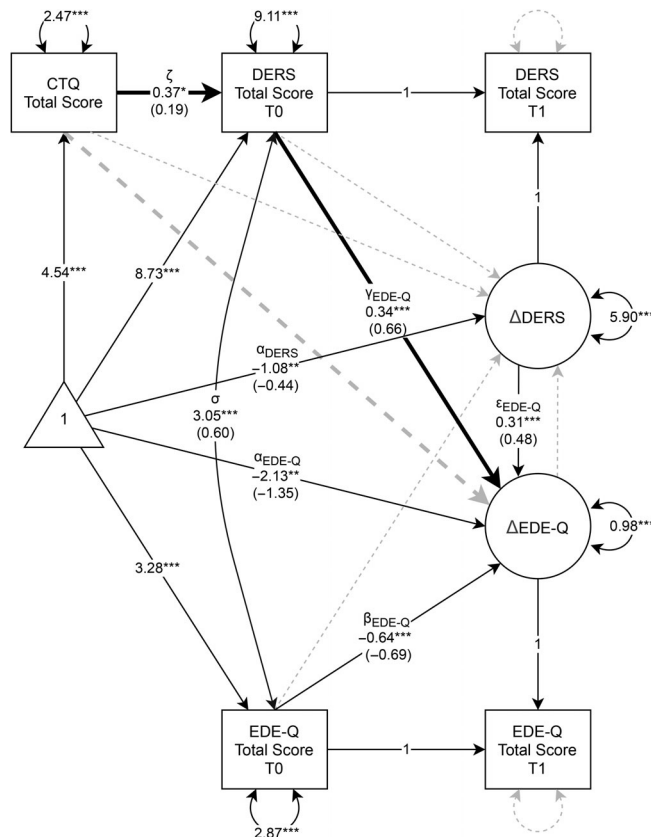 2.47***
9.11***
CTQ
Total Score
ζ
0.37*
(0.19)
DERS
Total Score
T0
1
DERS
Total Score
T1
1
4.54***
8.73***
γEDE-Q
0.34***
(0.66)
ΔDERS
5.90***
αDERS
−1.08**
(−0.44)
1
σ
3.05***
(0.60)
εEDE-Q
0.31***
(0.48)
αEDE-Q
−2.13**
(−1.35)
ΔEDE-Q
0.98***
3.28***
βEDE-Q
−0.64***
(−0.69)
1
EDE-Q
Total Score
T0
1
EDE-Q
Total Score
T1
2.87***